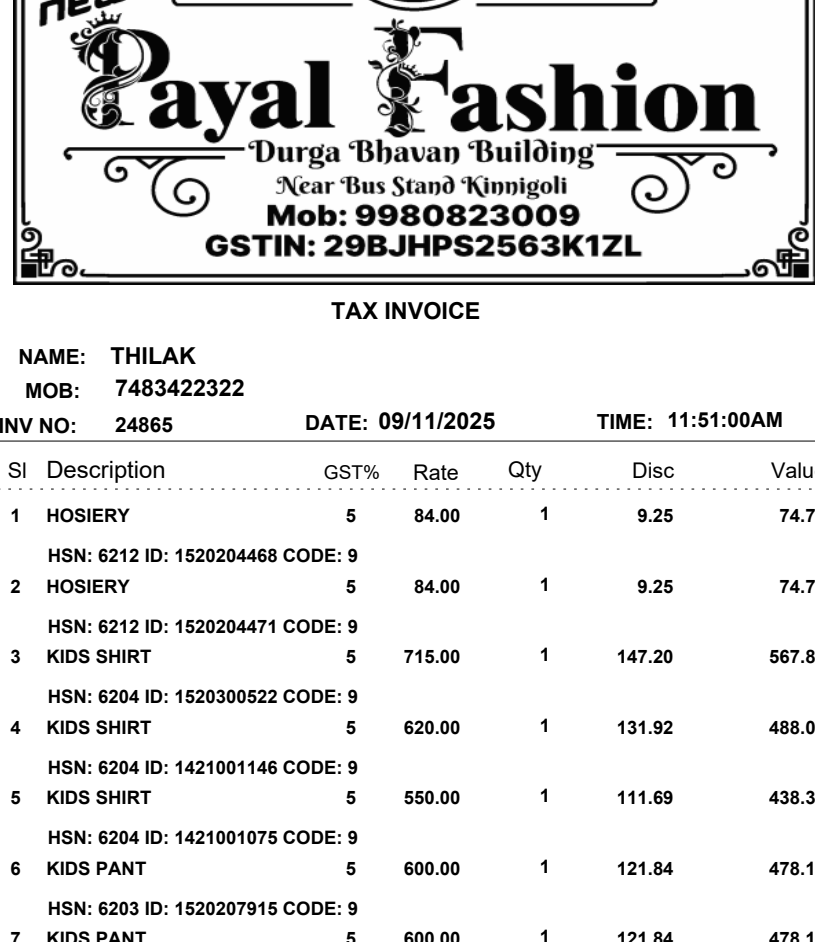 new
Payal Fashion
Durga Bhavan Building
Near Bus Stand Kinnigoli
Mob: 9980823009
GSTIN: 29BJHPS2563K1ZL
TAX INVOICE
NAME: THILAK
MOB: 7483422322
INV NO: 24865 DATE: 09/11/2025 TIME: 11:51:00AM
Sl Description GST% Rate Qty Disc Valu
1 HOSIERY 5 84.00 1 9.25 74.7
HSN: 6212 ID: 1520204468 CODE: 9
2 HOSIERY 5 84.00 1 9.25 74.7
HSN: 6212 ID: 1520204471 CODE: 9
3 KIDS SHIRT 5 715.00 1 147.20 567.8
HSN: 6204 ID: 1520300522 CODE: 9
4 KIDS SHIRT 5 620.00 1 131.92 488.0
HSN: 6204 ID: 1421001146 CODE: 9
5 KIDS SHIRT 5 550.00 1 111.69 438.3
HSN: 6204 ID: 1421001075 CODE: 9
6 KIDS PANT 5 600.00 1 121.84 478.1
HSN: 6203 ID: 1520207915 CODE: 9
7 KIDS PANT 5 600.00 1 121.84 478.1